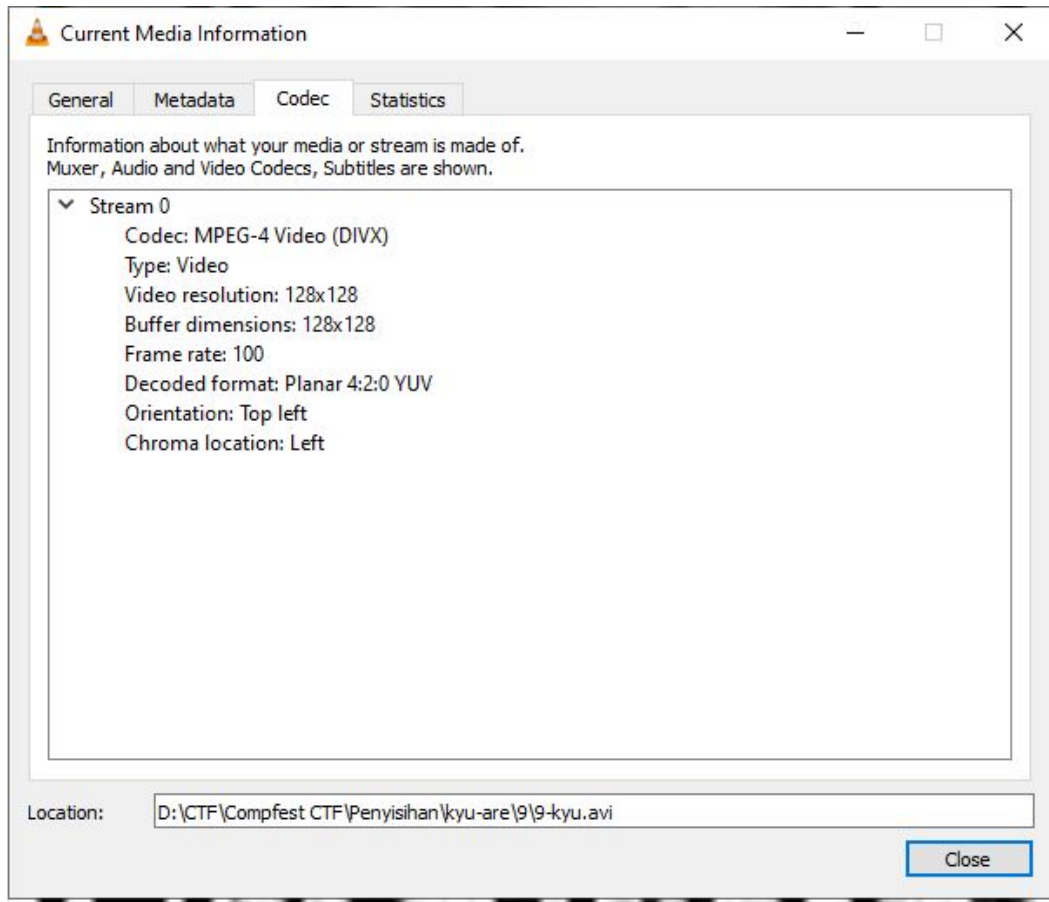 Current Media Information
General Metadata Codec Statistics
Information about what your media or stream is made of.
Muxer, Audio and Video Codecs, Subtitles are shown.
Stream 0
Codec: MPEG-4 Video (DIVX)
Type: Video
Video resolution: 128x128
Buffer dimensions: 128x128
Frame rate: 100
Decoded format: Planar 4:2:0 YUV
Orientation: Top left
Chroma location: Left
Location: D:\CTF\Compfest CTF\Penyisihan\kyu-are\9\9-kyu.avi
Close